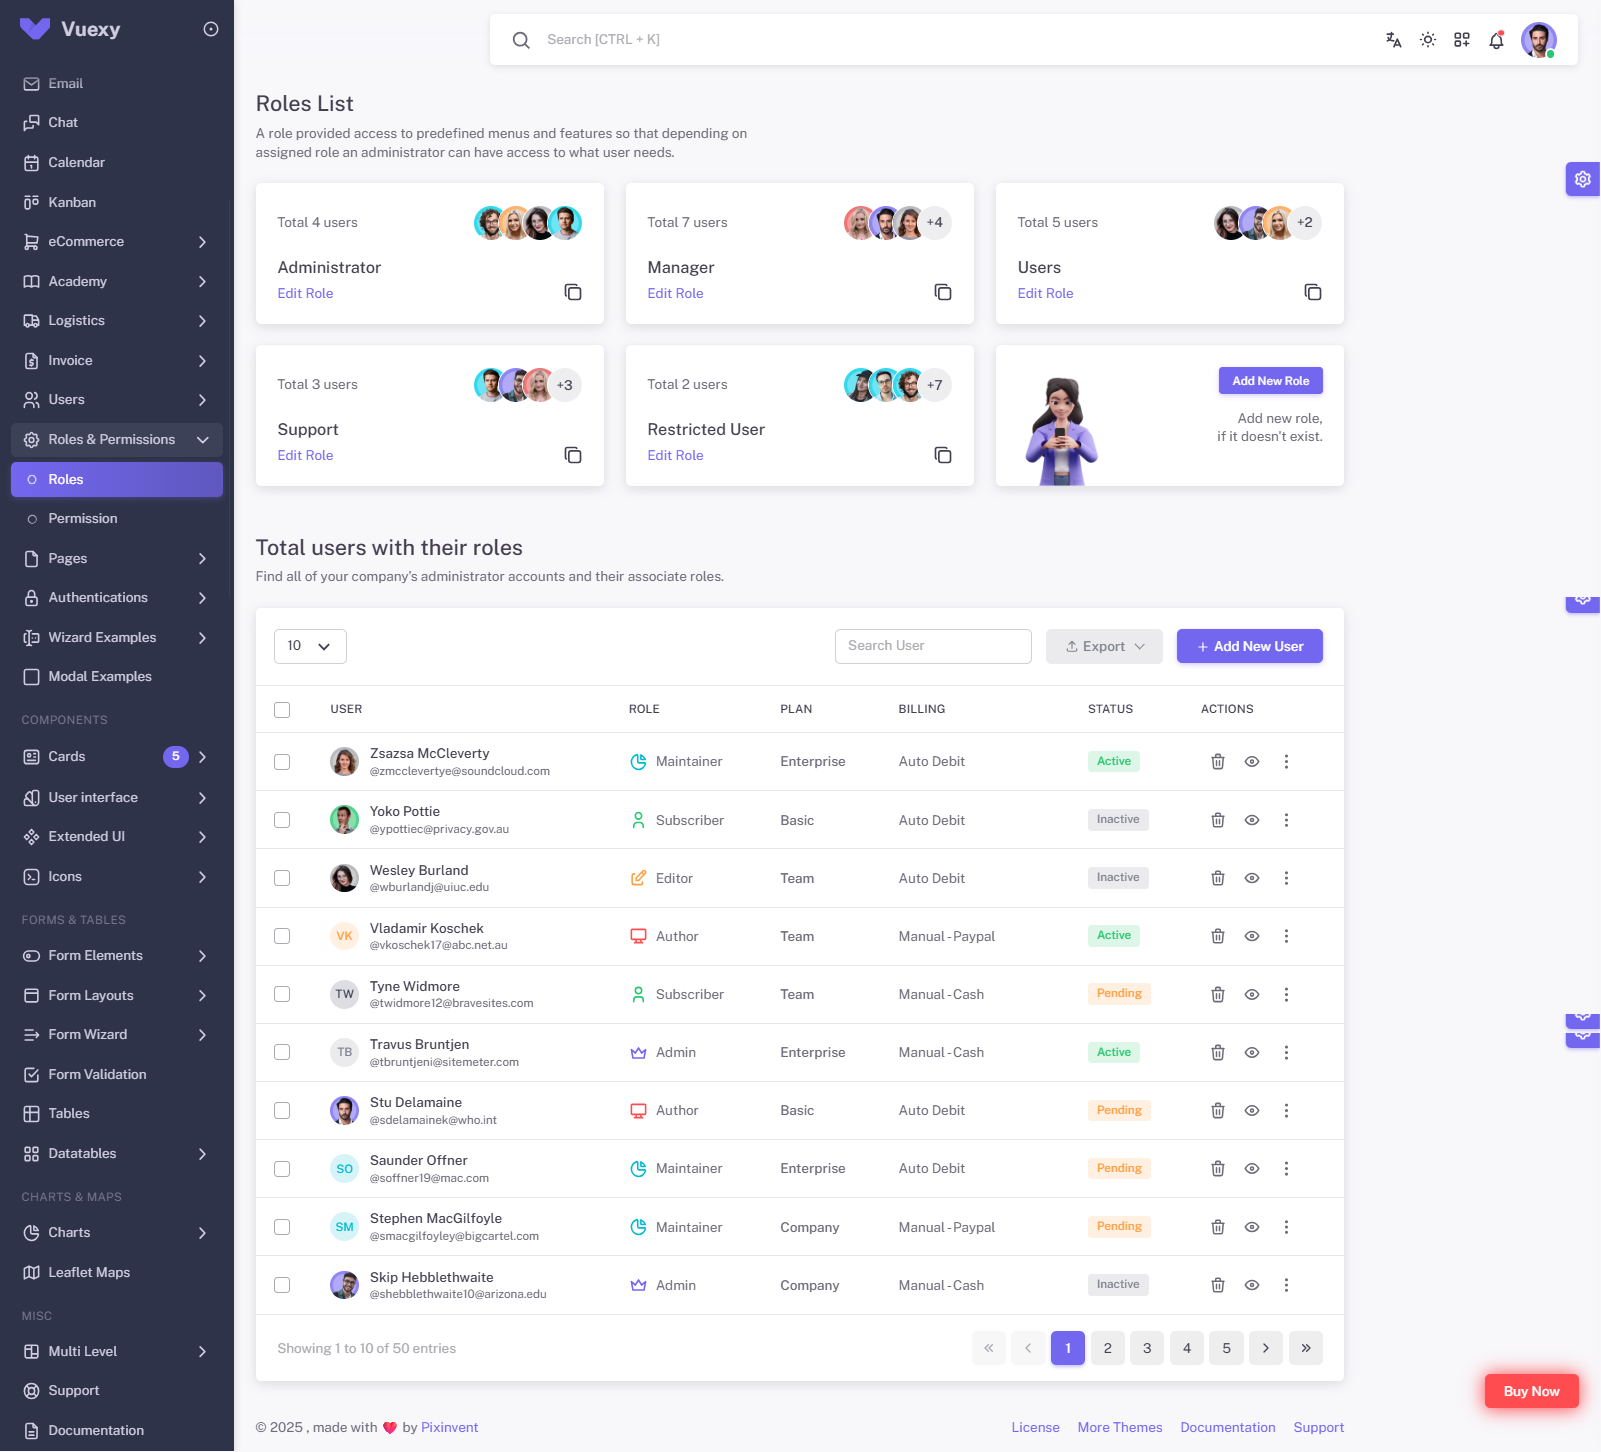 Vuexy
Email
Chat
Calendar
Kanban
eCommerce
Academy
Logistics
Invoice
Users
Roles & Permissions
Roles
Permission
Pages
Authentications
Wizard Examples
Modal Examples
COMPONENTS
Cards 5
User interface
Extended UI
Icons
FORMS & TABLES
Form Elements
Form Layouts
Form Wizard
Form Validation
Tables
Datatables
CHARTS & MAPS
Charts
Leaflet Maps
MISC
Multi Level
Support
Documentation
Search [CTRL + K]
Roles List
A role provided access to predefined menus and features so that depending on
assigned role an administrator can have access to what user needs.
Total 4 users
Administrator
Edit Role
Total 7 users +4
Manager
Edit Role
Total 5 users +2
Users
Edit Role
Total 3 users +3
Support
Edit Role
Total 2 users +7
Restricted User
Edit Role
Add New Role
Add new role,
if it doesn't exist.
Total users with their roles
Find all of your company's administrator accounts and their associate roles.
10 Search User Export + Add New User
USER ROLE PLAN BILLING STATUS ACTIONS
Zsazsa McCleverty
@zmcclevertye@soundcloud.com
Maintainer Enterprise Auto Debit Active
Yoko Pottie
@ypottiec@privacy.gov.au
Subscriber Basic Auto Debit Inactive
Wesley Burland
@wburlandj@uiuc.edu
Editor Team Auto Debit Inactive
VK Vladamir Koschek
@vkoschek17@abc.net.au
Author Team Manual - Paypal Active
TW Tyne Widmore
@twidmore12@bravesites.com
Subscriber Team Manual - Cash Pending
TB Travus Bruntjen
@tbruntjeni@sitemeter.com
Admin Enterprise Manual - Cash Active
Stu Delamaine
@sdelamainek@who.int
Author Basic Auto Debit Pending
SO Saunder Offner
@soffner19@mac.com
Maintainer Enterprise Auto Debit Pending
SM Stephen MacGilfoyle
@smacgilfoyley@bigcartel.com
Maintainer Company Manual - Paypal Pending
Skip Hebblethwaite
@shebblethwaite10@arizona.edu
Admin Company Manual - Cash Inactive
Showing 1 to 10 of 50 entries « ‹ 1 2 3 4 5 › »
Buy Now
© 2025 , made with ❤️ by Pixinvent License More Themes Documentation Support